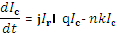 dI_c/dt = jI_r I qI_c - nkI_c